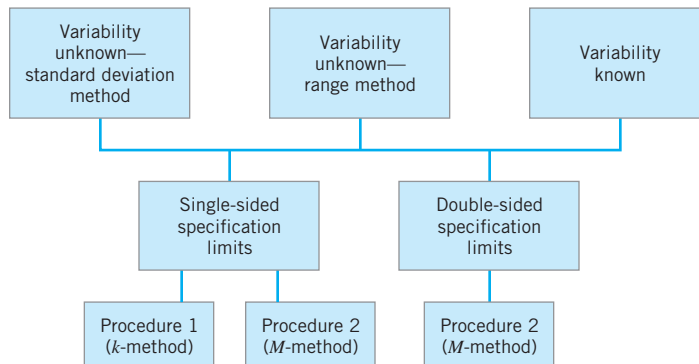 Variability
unknown—
standard deviation
method
Variability
unknown—
range method
Variability
known
Single-sided
specification
limits
Double-sided
specification
limits
Procedure 1
(k-method)
Procedure 2
(M-method)
Procedure 2
(M-method)